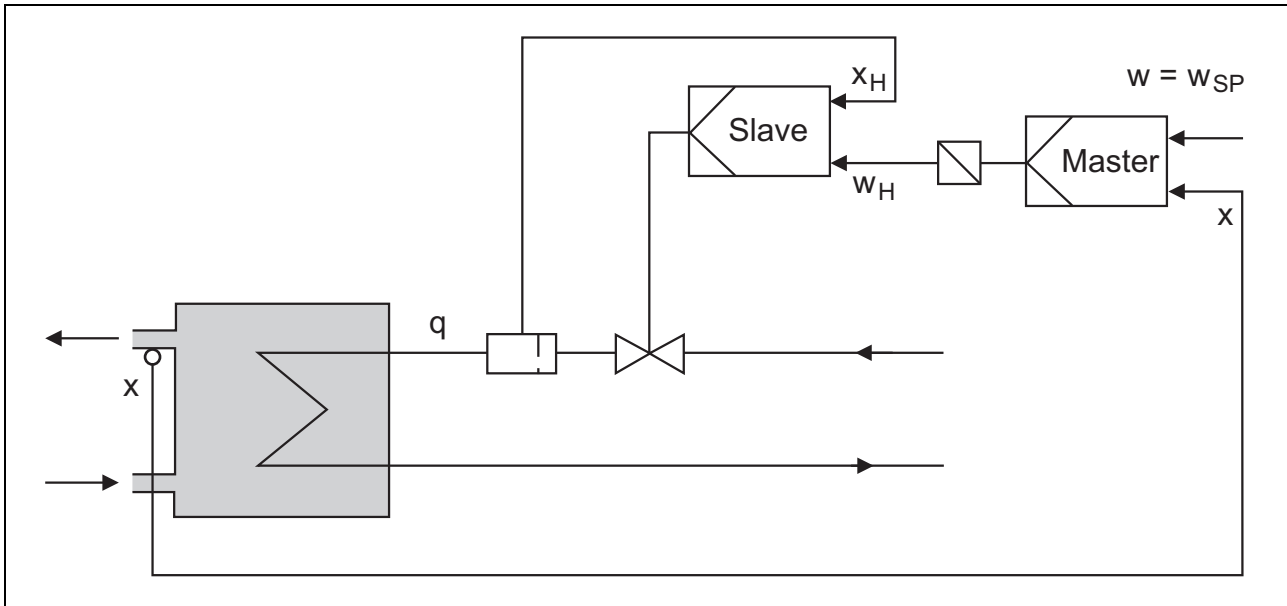 x_H
w = w_SP
Slave
Master
w_H
x
q
x